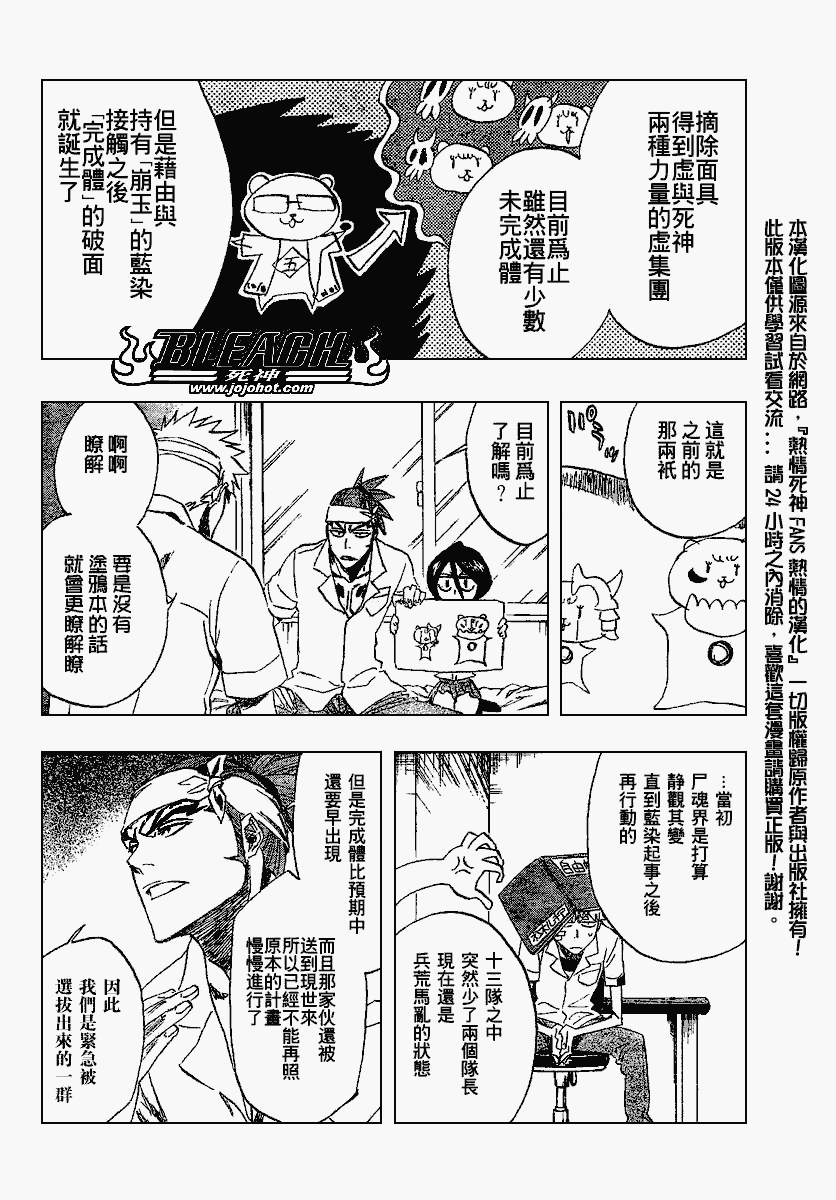 摘除面具
得到虛與死神
兩種力量的虛集團
目前爲止
雖然還有少數
未完成體
但是藉由與
持有「崩玉」的藍染
接觸之後
「完成體」的破面
就誕生了
五
BLEACH
死神
www.jojohot.com
這就是
之前的
那兩祇
目前爲止
了解嗎？
啊啊
瞭解
要是沒有
塗鴉本的話
就會更瞭解瞭
…當初
尸魂界是打算
静觀其變
直到藍染起事之後
再行動的
自由
十三隊之中
突然少了兩個隊長
現在還是
兵荒馬亂的狀態
但是完成體比預期中
還要早出現
而且那家伙還被
送到現世來
所以已經不能再照
原本的計畫
慢慢進行了
因此
我們是緊急被
選拔出來的一群
本漢化圖源來自於網路，『熱情死神FANS熱情的漢化』一切版權歸原作者與出版社擁有！
此版本僅供學習試看交流... 請24小時之內消除，喜歡這套漫畫請購買正版！謝謝。